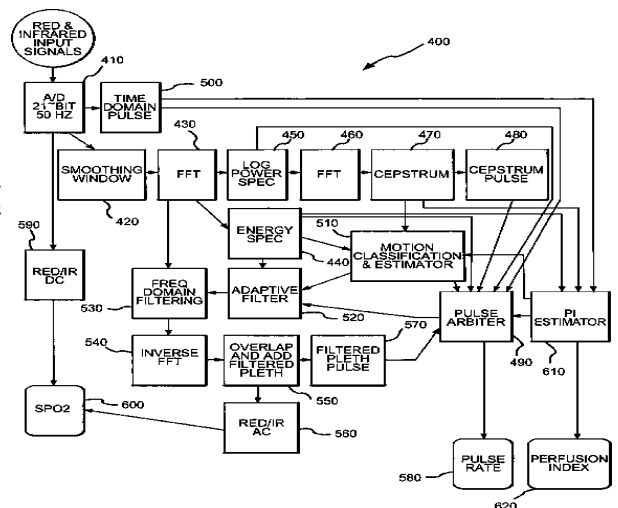 RED &
INFRARED
INPUT
SIGNALS
400
410
A/D
21~BIT
50 HZ
500
TIME
DOMAIN
PULSE
430
450
460
470
480
SMOOTHING
WINDOW
FFT
LOG
POWER
SPEC
FFT
CEPSTRUM
CEPSTRUM
PULSE
420
510
590
ENERGY
SPEC
440
MOTION
CLASSIFICATION
& ESTIMATOR
RED/IR
DC
FREQ
DOMAIN
FILTERING
530
ADAPTIVE
FILTER
520
PULSE
ARBITER
490
PI
ESTIMATOR
610
540
570
INVERSE
FFT
OVERLAP
AND ADD
FILTERED
PLETH
550
FILTERED
PLETH
PULSE
SPO2
600
RED/IR
AC
560
PULSE
RATE
580
PERFUSION
INDEX
620